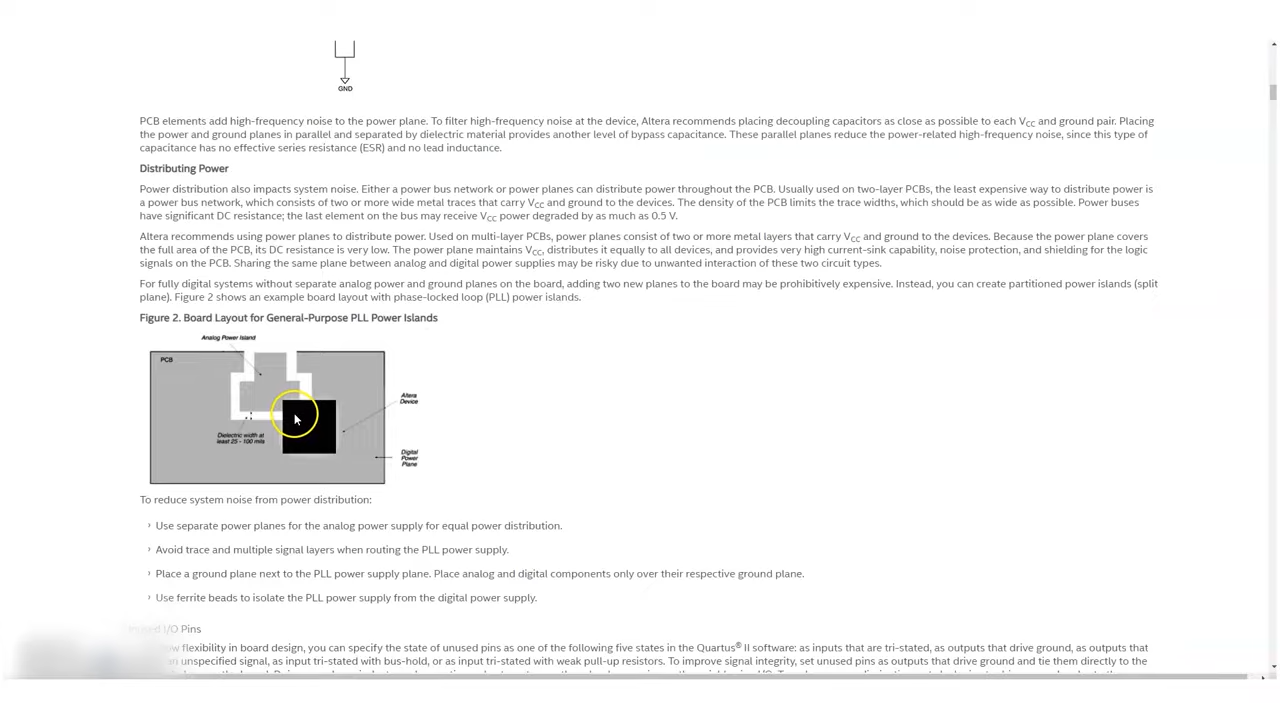 GND
PCB elements add high-frequency noise to the power plane. To filter high-frequency noise at the device, Altera recommends placing decoupling capacitors as close as possible to each VCC and ground pair. Placing
the power and ground planes in parallel and separated by dielectric material provides another level of bypass capacitance. These parallel planes reduce the power-related high-frequency noise, since this type of
capacitance has no effective series resistance (ESR) and no lead inductance.
Distributing Power
Power distribution also impacts system noise. Either a power bus network or power planes can distribute power throughout the PCB. Usually used on two-layer PCBs, the least expensive way to distribute power is
a power bus network, which consists of two or more wide metal traces that carry VCC and ground to the devices. The density of the PCB limits the trace widths, which should be as wide as possible. Power buses
have significant DC resistance; the last element on the bus may receive VCC power degraded by as much as 0.5 V.
Altera recommends using power planes to distribute power. Used on multi-layer PCBs, power planes consist of two or more metal layers that carry VCC and ground to the devices. Because the power plane covers
the full area of the PCB, its DC resistance is very low. The power plane maintains VCC, distributes it equally to all devices, and provides very high current-sink capability, noise protection, and shielding for the logic
signals on the PCB. Sharing the same plane between analog and digital power supplies may be risky due to unwanted interaction of these two circuit types.
For fully digital systems without separate analog power and ground planes on the board, adding two new planes to the board may be prohibitively expensive. Instead, you can create partitioned power islands (split
plane). Figure 2 shows an example board layout with phase-locked loop (PLL) power islands.
Figure 2. Board Layout for General-Purpose PLL Power Islands
Analog Power Island
PCB
Altera
Device
Dielectric width at
least 25 - 100 mils
Digital
Power
Plane
To reduce system noise from power distribution:
› Use separate power planes for the analog power supply for equal power distribution.
› Avoid trace and multiple signal layers when routing the PLL power supply.
› Place a ground plane next to the PLL power supply plane. Place analog and digital components only over their respective ground plane.
› Use ferrite beads to isolate the PLL power supply from the digital power supply.
I/O Pins
flexibility in board design, you can specify the state of unused pins as one of the following five states in the Quartus® II software: as inputs that are tri-stated, as outputs that drive ground, as outputs that
an unspecified signal, as input tri-stated with bus-hold, or as input tri-stated with weak pull-up resistors. To improve signal integrity, set unused pins as outputs that drive ground and tie them directly to the